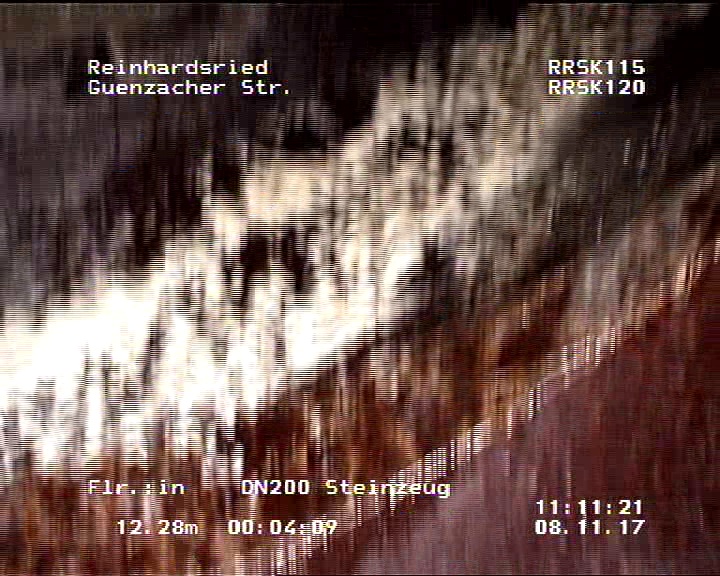 Reinhardsried RRSK115
Guenzacher Str. RRSK120
Flr.:in DN200 Steinzeug
11:11:21
12.28m 00:04:09 08.11.17